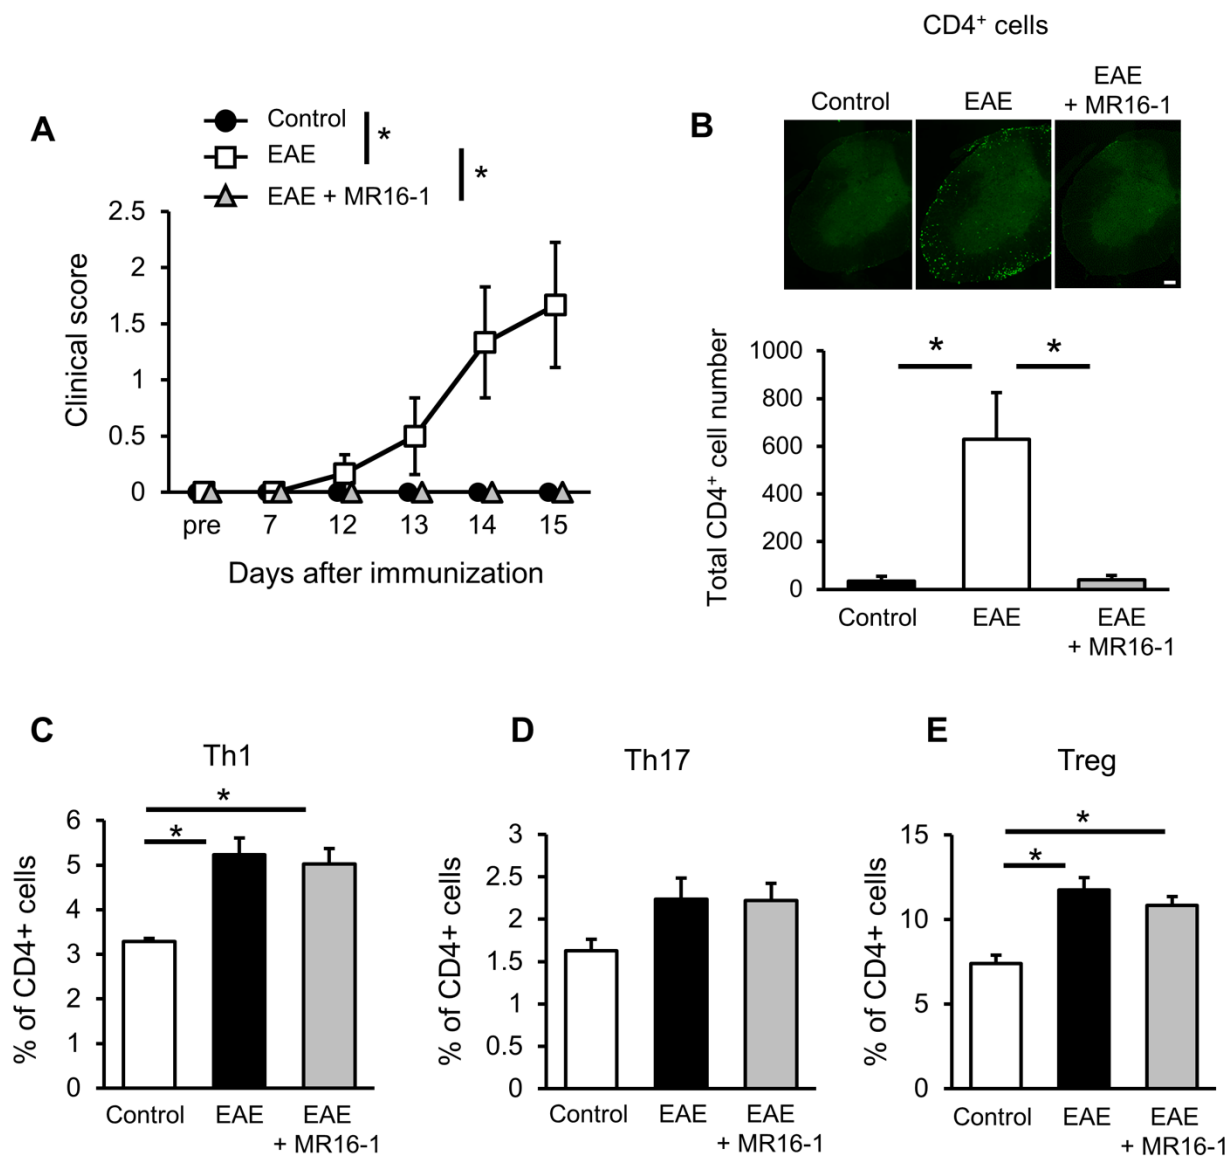 A
Control
EAE
EAE + MR16-1
*
*
2.5
2
1.5
1
0.5
0
Clinical score
pre 7 12 13 14 15
Days after immunization
B
CD4⁺ cells
Control EAE EAE
+ MR16-1
1000
800
600
400
200
0
Total CD4⁺ cell number
* *
Control EAE EAE
+ MR16-1
C
Th1
6
5
4
3
2
1
0
% of CD4+ cells
*
*
Control EAE EAE
+ MR16-1
D
Th17
3
2.5
2
1.5
1
0.5
0
% of CD4+ cells
Control EAE EAE
+ MR16-1
E
Treg
15
10
5
0
% of CD4+ cells
*
*
Control EAE EAE
+ MR16-1